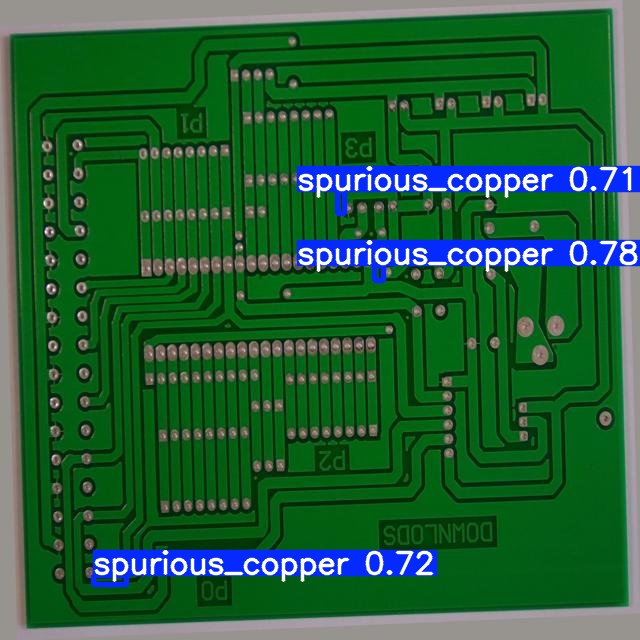 P1
P3
spurious_copper 0.71
spurious_copper 0.78
P2
DOWNLODS
spurious_copper 0.72
P0